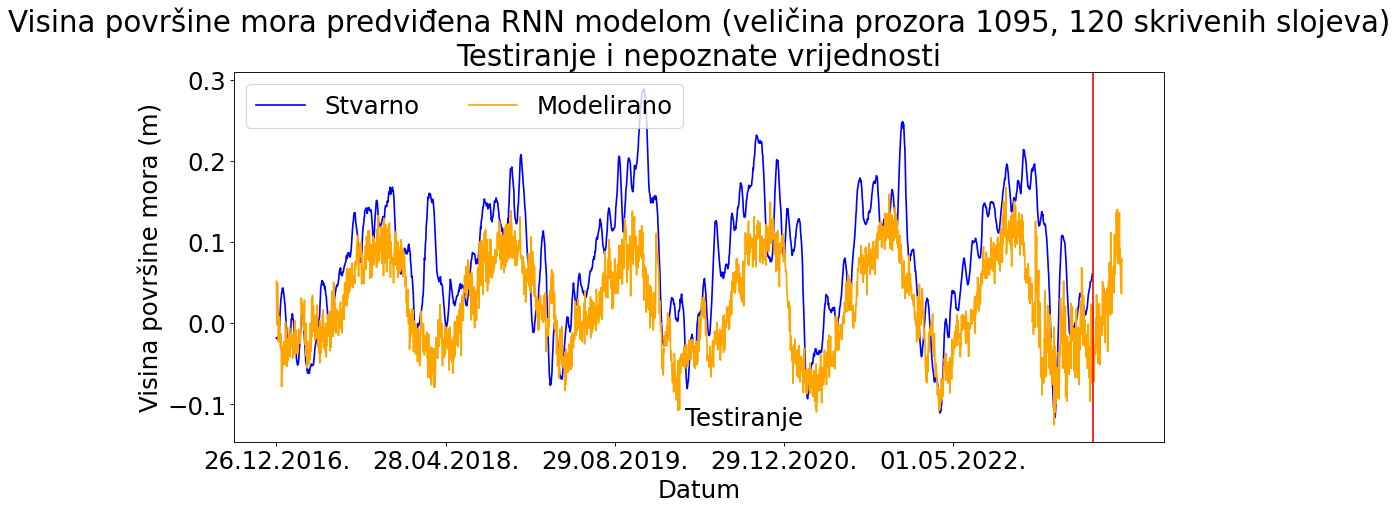 Visina površine mora predviđena RNN modelom (veličina prozora 1095, 120 skrivenih slojeva)
Testiranje i nepoznate vrijednosti
Stvarno
Modelirano
Visina površine mora (m)
0.3
0.2
0.1
0.0
−0.1
Testiranje
26.12.2016.
28.04.2018.
29.08.2019.
29.12.2020.
01.05.2022.
Datum